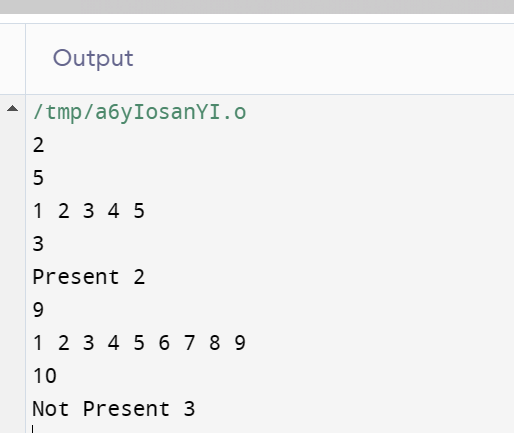 Output
/tmp/a6yIosanYI.o
2
5
1 2 3 4 5
3
Present 2
9
1 2 3 4 5 6 7 8 9
10
Not Present 3